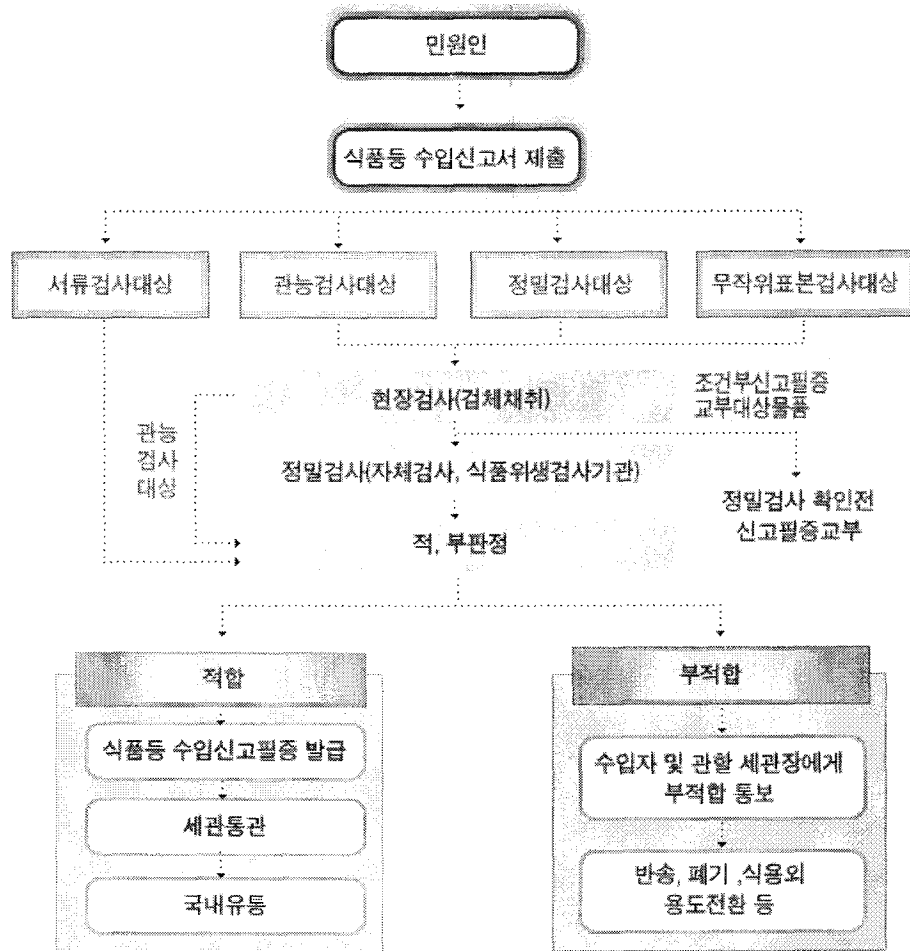 민원인
식품등 수입신고서 제출
서류검사대상
관능검사대상
정밀검사대상
무작위표본검사대상
현장검사(검체채취)
조건부신고필증
교부대상물품
관능
검사
대상
정밀검사(자체검사, 식품위생검사기관)
정밀검사 확인전
신고필증교부
적, 부판정
적합
부적합
식품등 수입신고필증 발급
세관통관
국내유통
수입자 및 관할 세관장에게
부적합 통보
반송, 폐기 ,식용외
용도전환 등